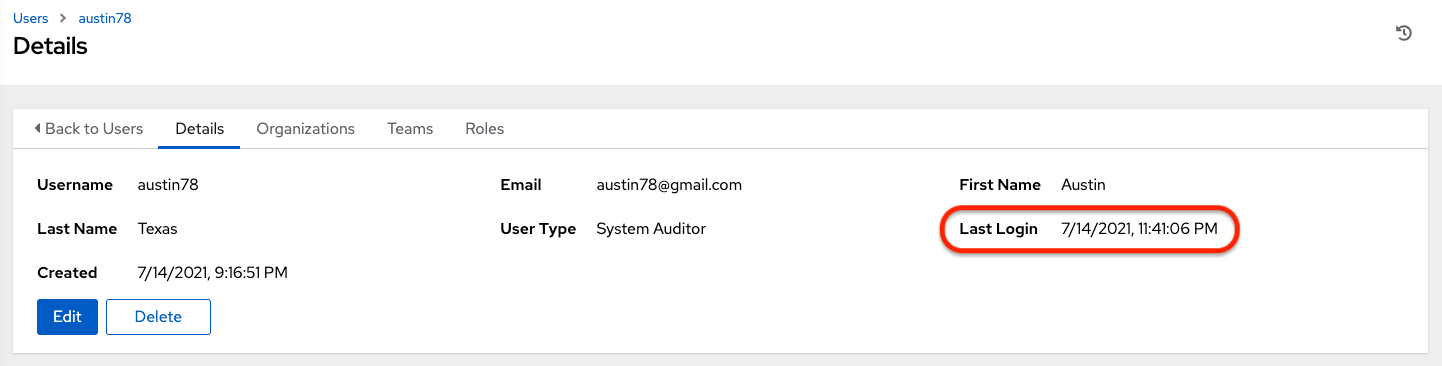 Users > austin78
Details
Back to Users Details Organizations Teams Roles
Username austin78 Email austin78@gmail.com First Name Austin
Last Name Texas User Type System Auditor Last Login 7/14/2021, 11:41:06 PM
Created 7/14/2021, 9:16:51 PM
Edit Delete